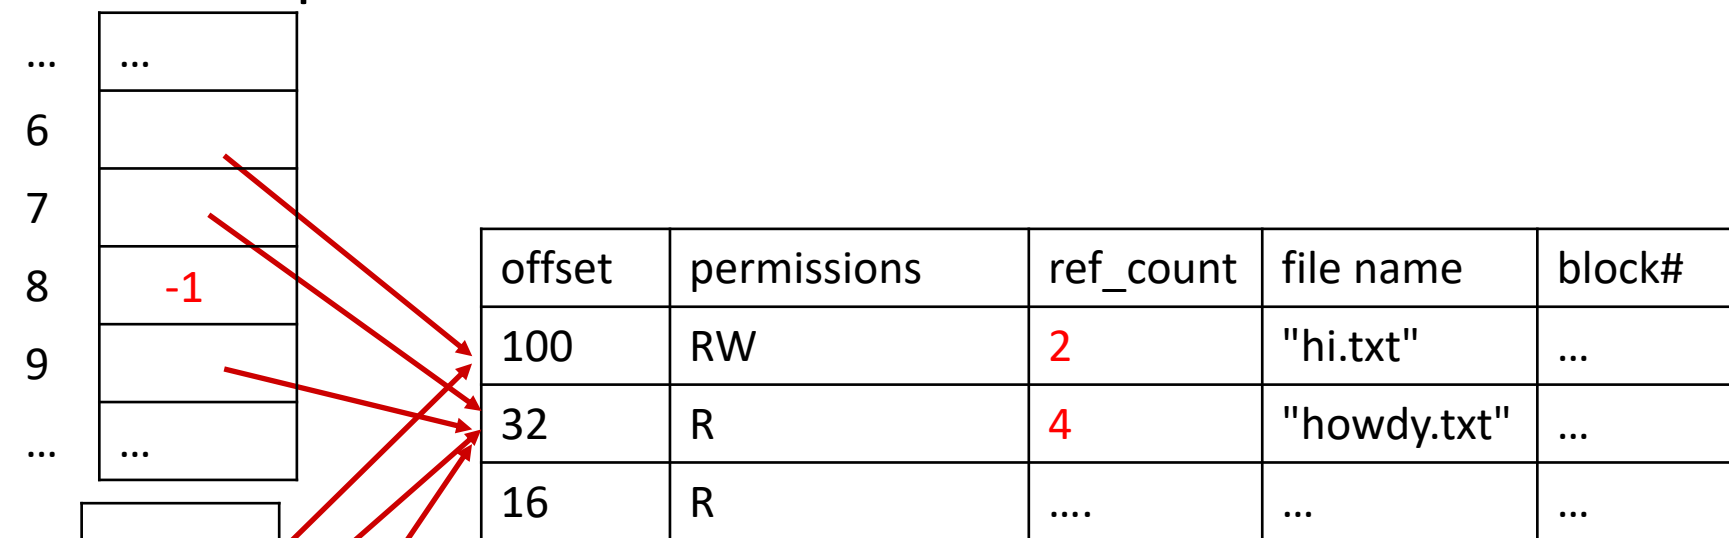 ... ...
6
7
8 -1
9
... ...
offset permissions ref_count file name block#
100 RW 2 "hi.txt" ...
32 R 4 "howdy.txt" ...
16 R .... ... ...